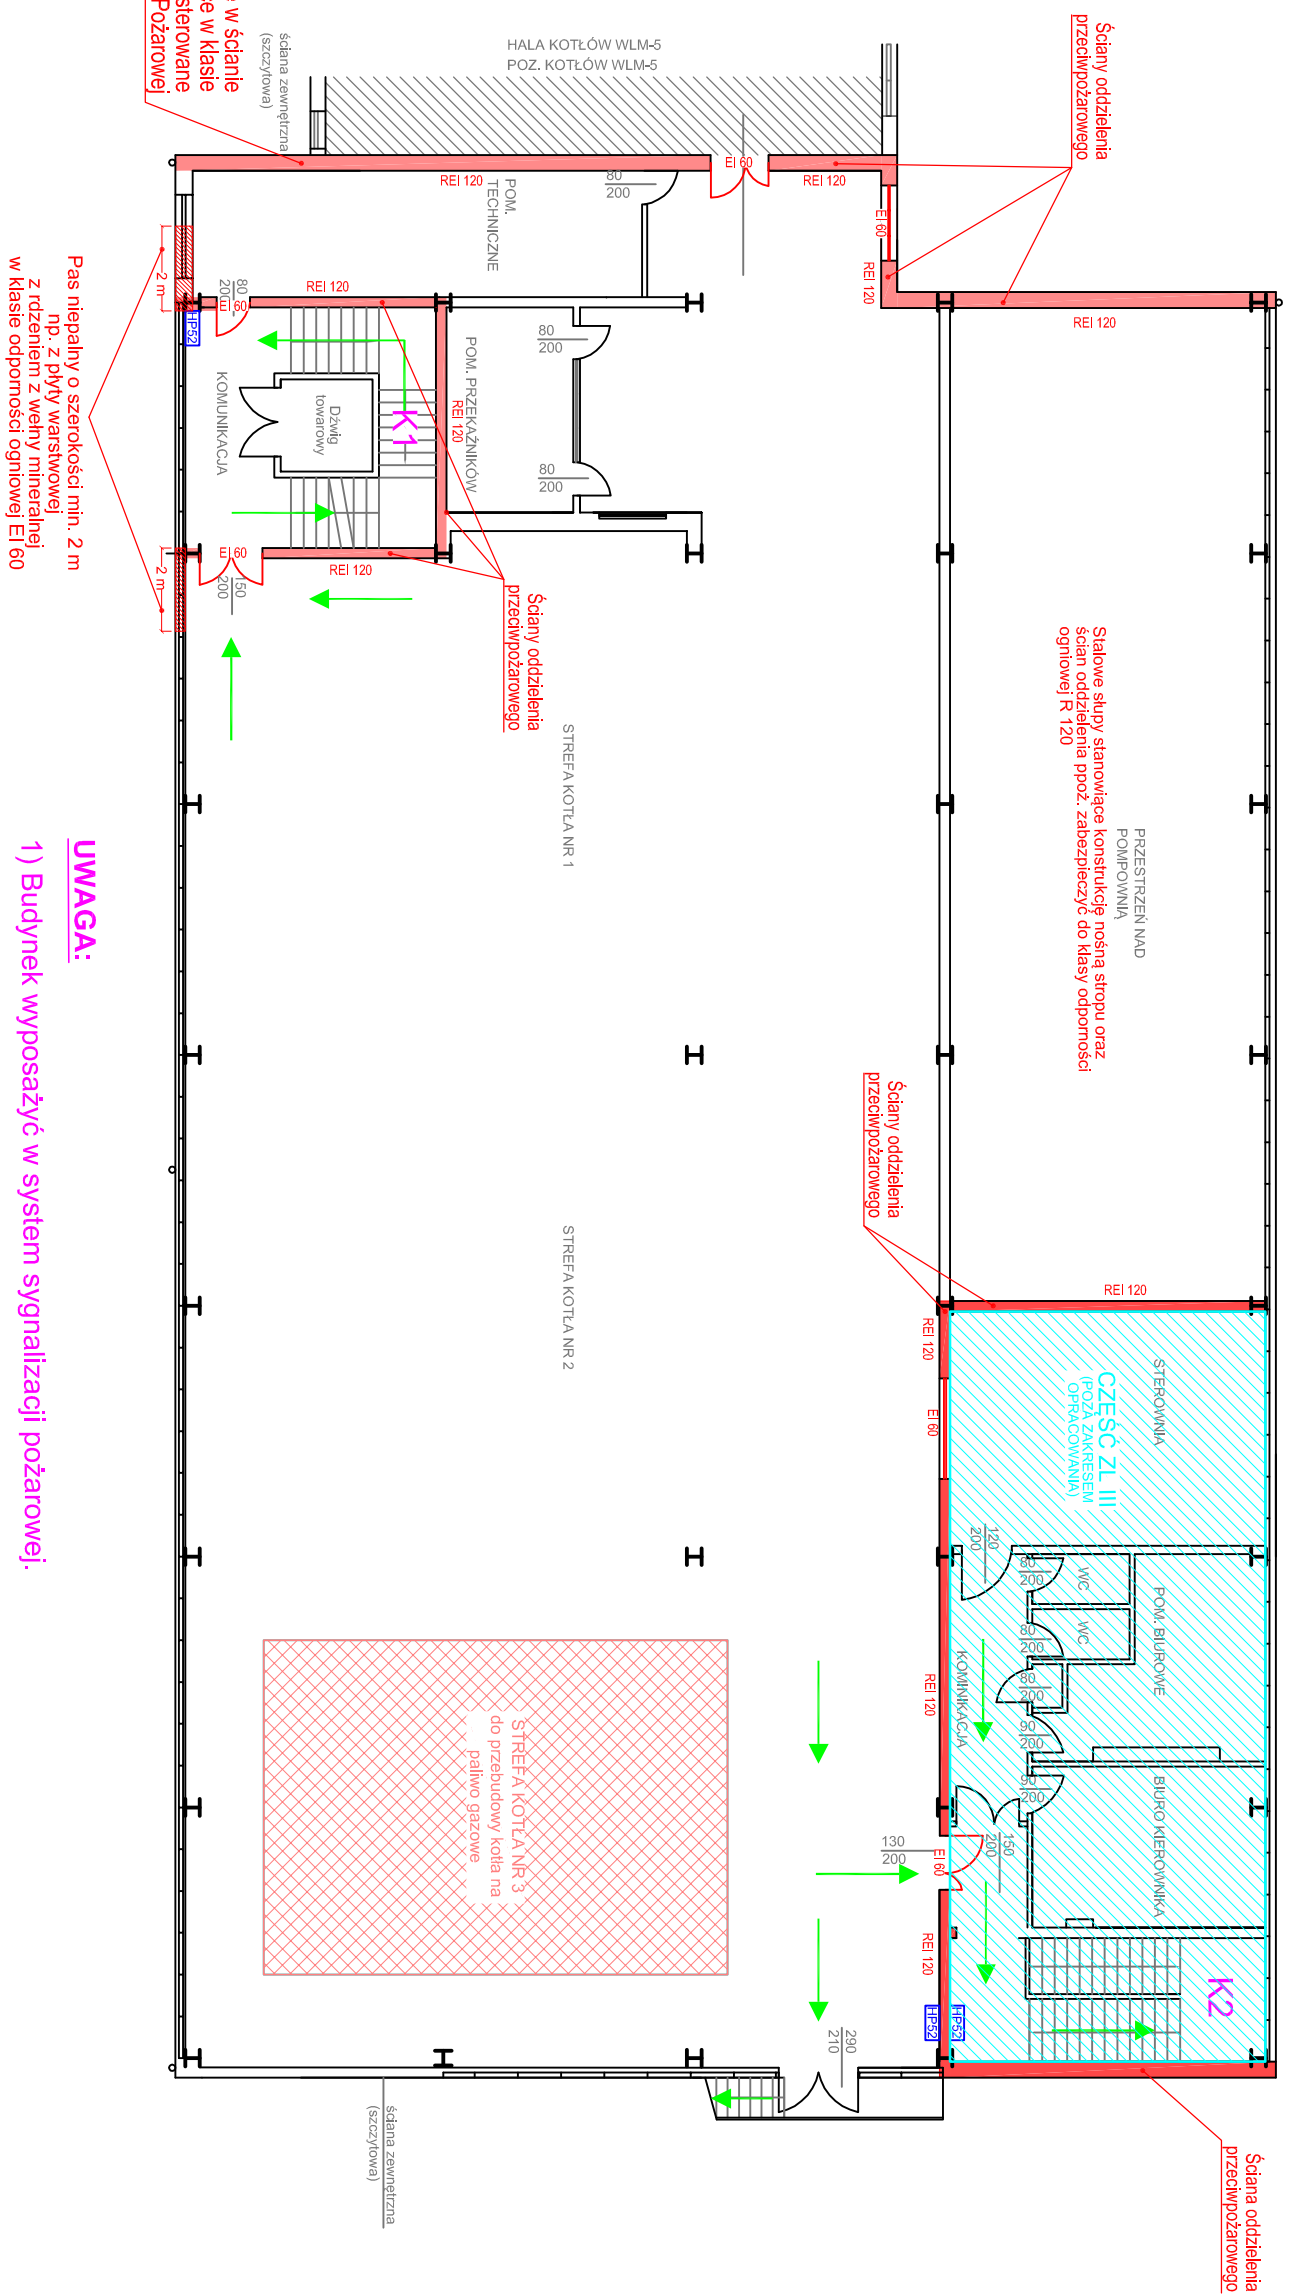 Ściany oddzielenia
przeciwpożarowego
HALA KOTŁÓW WLM-5
POZ. KOTŁÓW WLM-5
ściana zewnętrzna
(szczytowa)
w ścianie
w klasie
sterowane
Pożarowej
EI 60
REI 120
REI 120
EI 60
REI 120
REI 120
POM.
TECHNICZNE
80
200
80
200
EI 60
REI 120
HP52
2 m
Pas niepalny o szerokości min. 2 m
np. z płyty warstwowej
z rdzeniem z wełny mineralnej
w klasie odporności ogniowej EI 60
KOMUNIKACJA
Dźwig
towarowy
K1
REI 120
POM. PRZEKAŹNIKÓW
80
200
80
200
EI 60
150
200
REI 120
2 m
Ściany oddzielenia
przeciwpożarowego
Stalowe słupy stanowiące konstrukcję nośną stropu oraz
ścian oddzielenia ppoż. zabezpieczyć do klasy odporności
ogniowej R 120
PRZESTRZEŃ NAD
POMPOWNIĄ
STREFA KOTŁA NR 1
STREFA KOTŁA NR 2
Ściany oddzielenia
przeciwpożarowego
REI 120
REI 120
EI 60
STEROWNIA
CZĘŚĆ ZL III
(POZA ZAKRESEM
OPRACOWANIA)
120
200
80
200
WC
80
200
WC
80
200
90
200
90
200
POM. BIUROWE
KOMINIKACJA
REI 120
BIURO KIEROWNIKA
150
200
130
200
EI 60
REI 120
K2
HP52
HP52
STREFA KOTŁA NR 3
do przebudowy kotła na
paliwo gazowe
290
210
ściana zewnętrzna
(szczytowa)
Ściana oddzielenia
przeciwpożarowego
UWAGA:
1) Budynek wyposażyć w system sygnalizacji pożarowej.